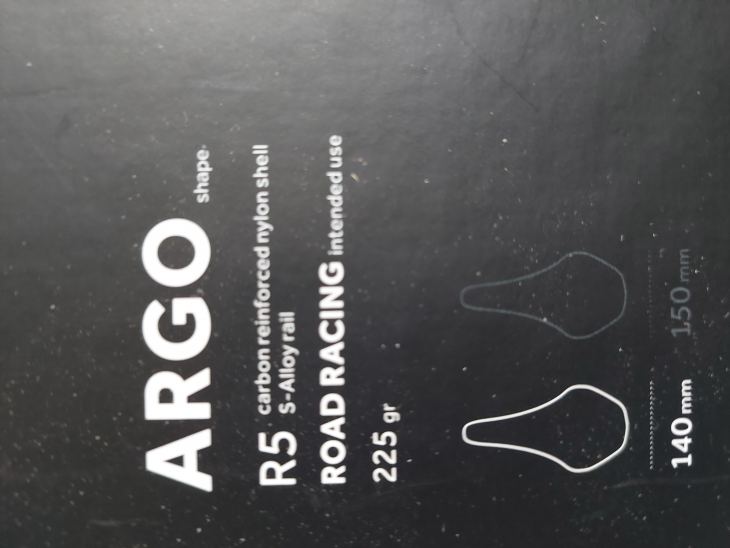 ARGO shape
R5 carbon reinforced nylon shell
S-Alloy rail
ROAD RACING intended use
225 gr
140 mm 150 mm